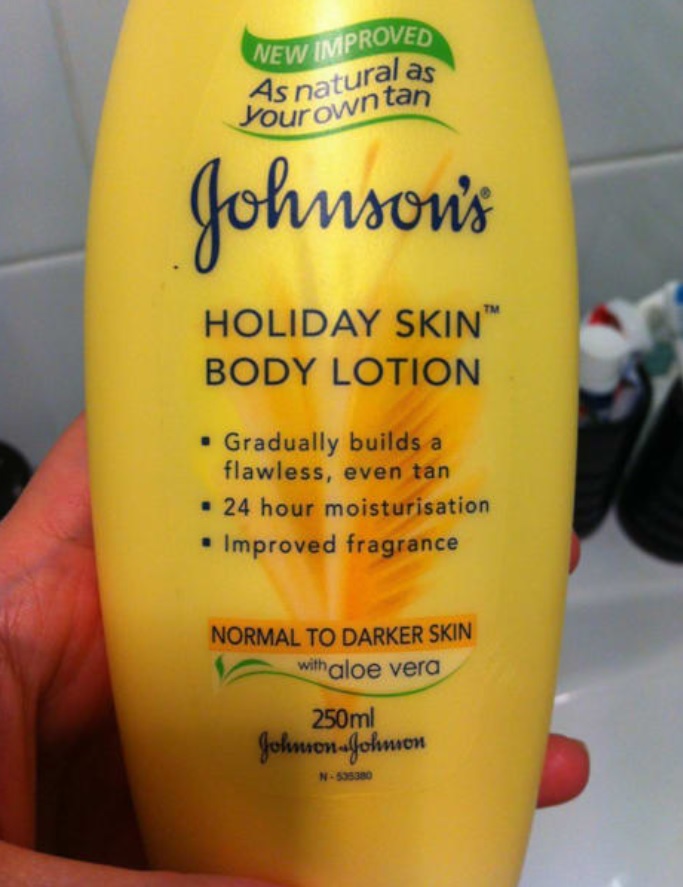 NEW IMPROVED
As natural as
your own tan
Johnson's®
HOLIDAY SKIN™
BODY LOTION
▪ Gradually builds a
flawless, even tan
▪ 24 hour moisturisation
▪ Improved fragrance
NORMAL TO DARKER SKIN
with aloe vera
250ml
Johnson & Johnson
N - 535380